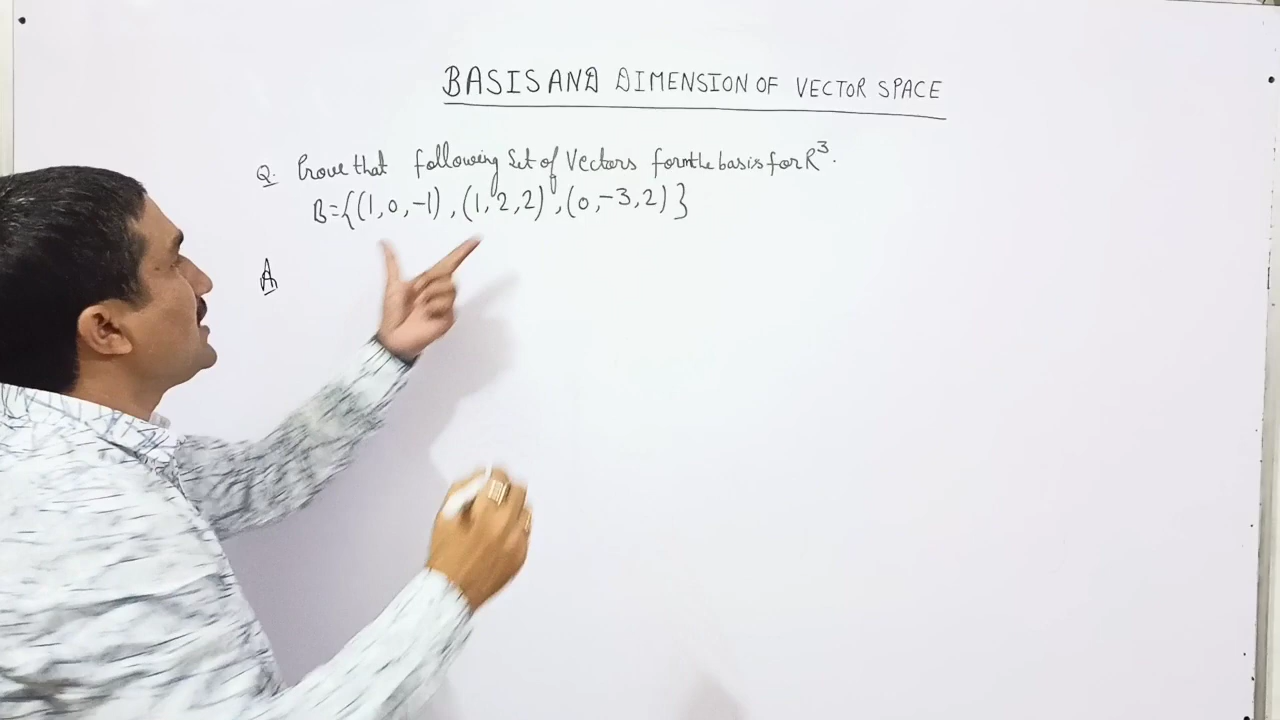 BASIS AND DIMENSION OF VECTOR SPACE
Q. Prove that following set of vectors form the basis for R³.
B={(1,0,-1),(1,2,2),(0,-3,2)}
A